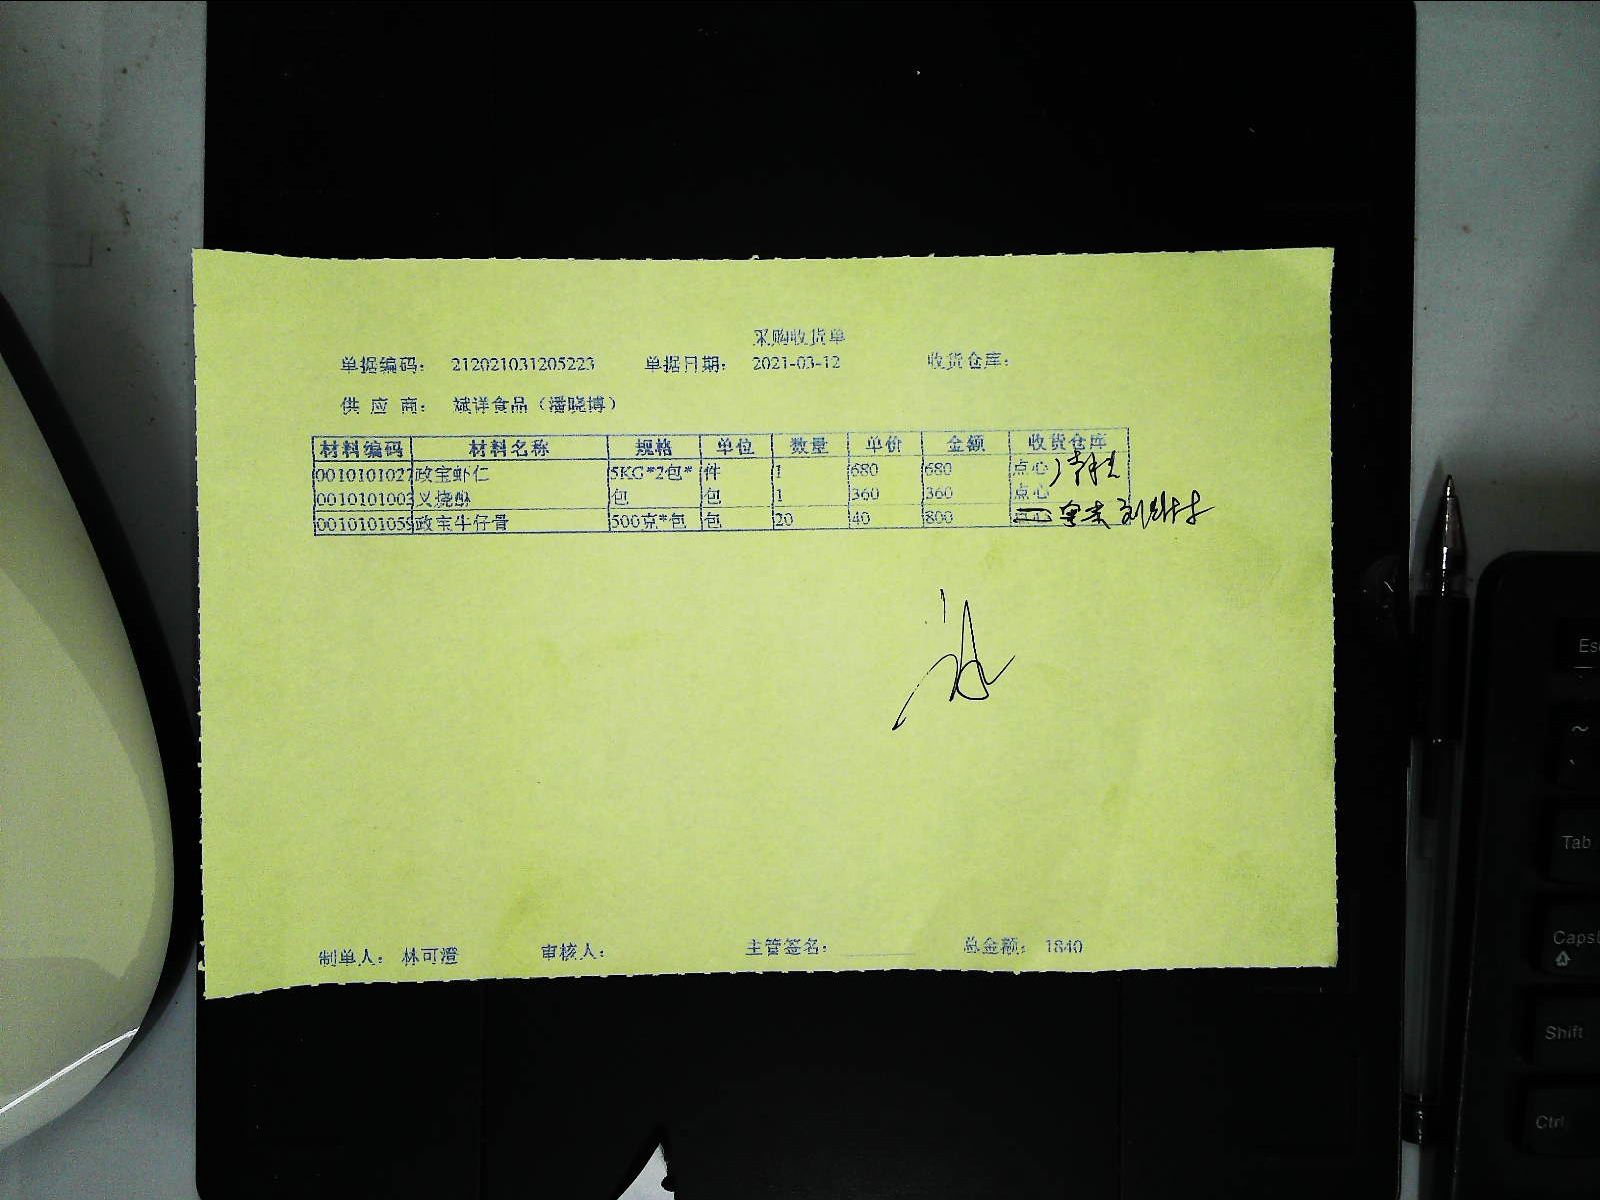 采购收货单
单据编码： 212021031205223 单据日期： 2021-03-12 收货仓库：
供 应 商： 斌详食品（潘晓博）
材料编码 材料名称 规格 单位 数量 单价 金额 收货仓库
0010101027 政宝虾仁 5KG*2包* 件 1 680 680 点心
0010101003 叉烧酥 包 包 1 360 360 点心
0010101059 政宝牛仔骨 500克*包 包 20 40 800 点心
制单人： 林可澄 审核人： 主管签名： 总金额： 1840
Esc
~
Tab
Caps
Shift
Ctrl